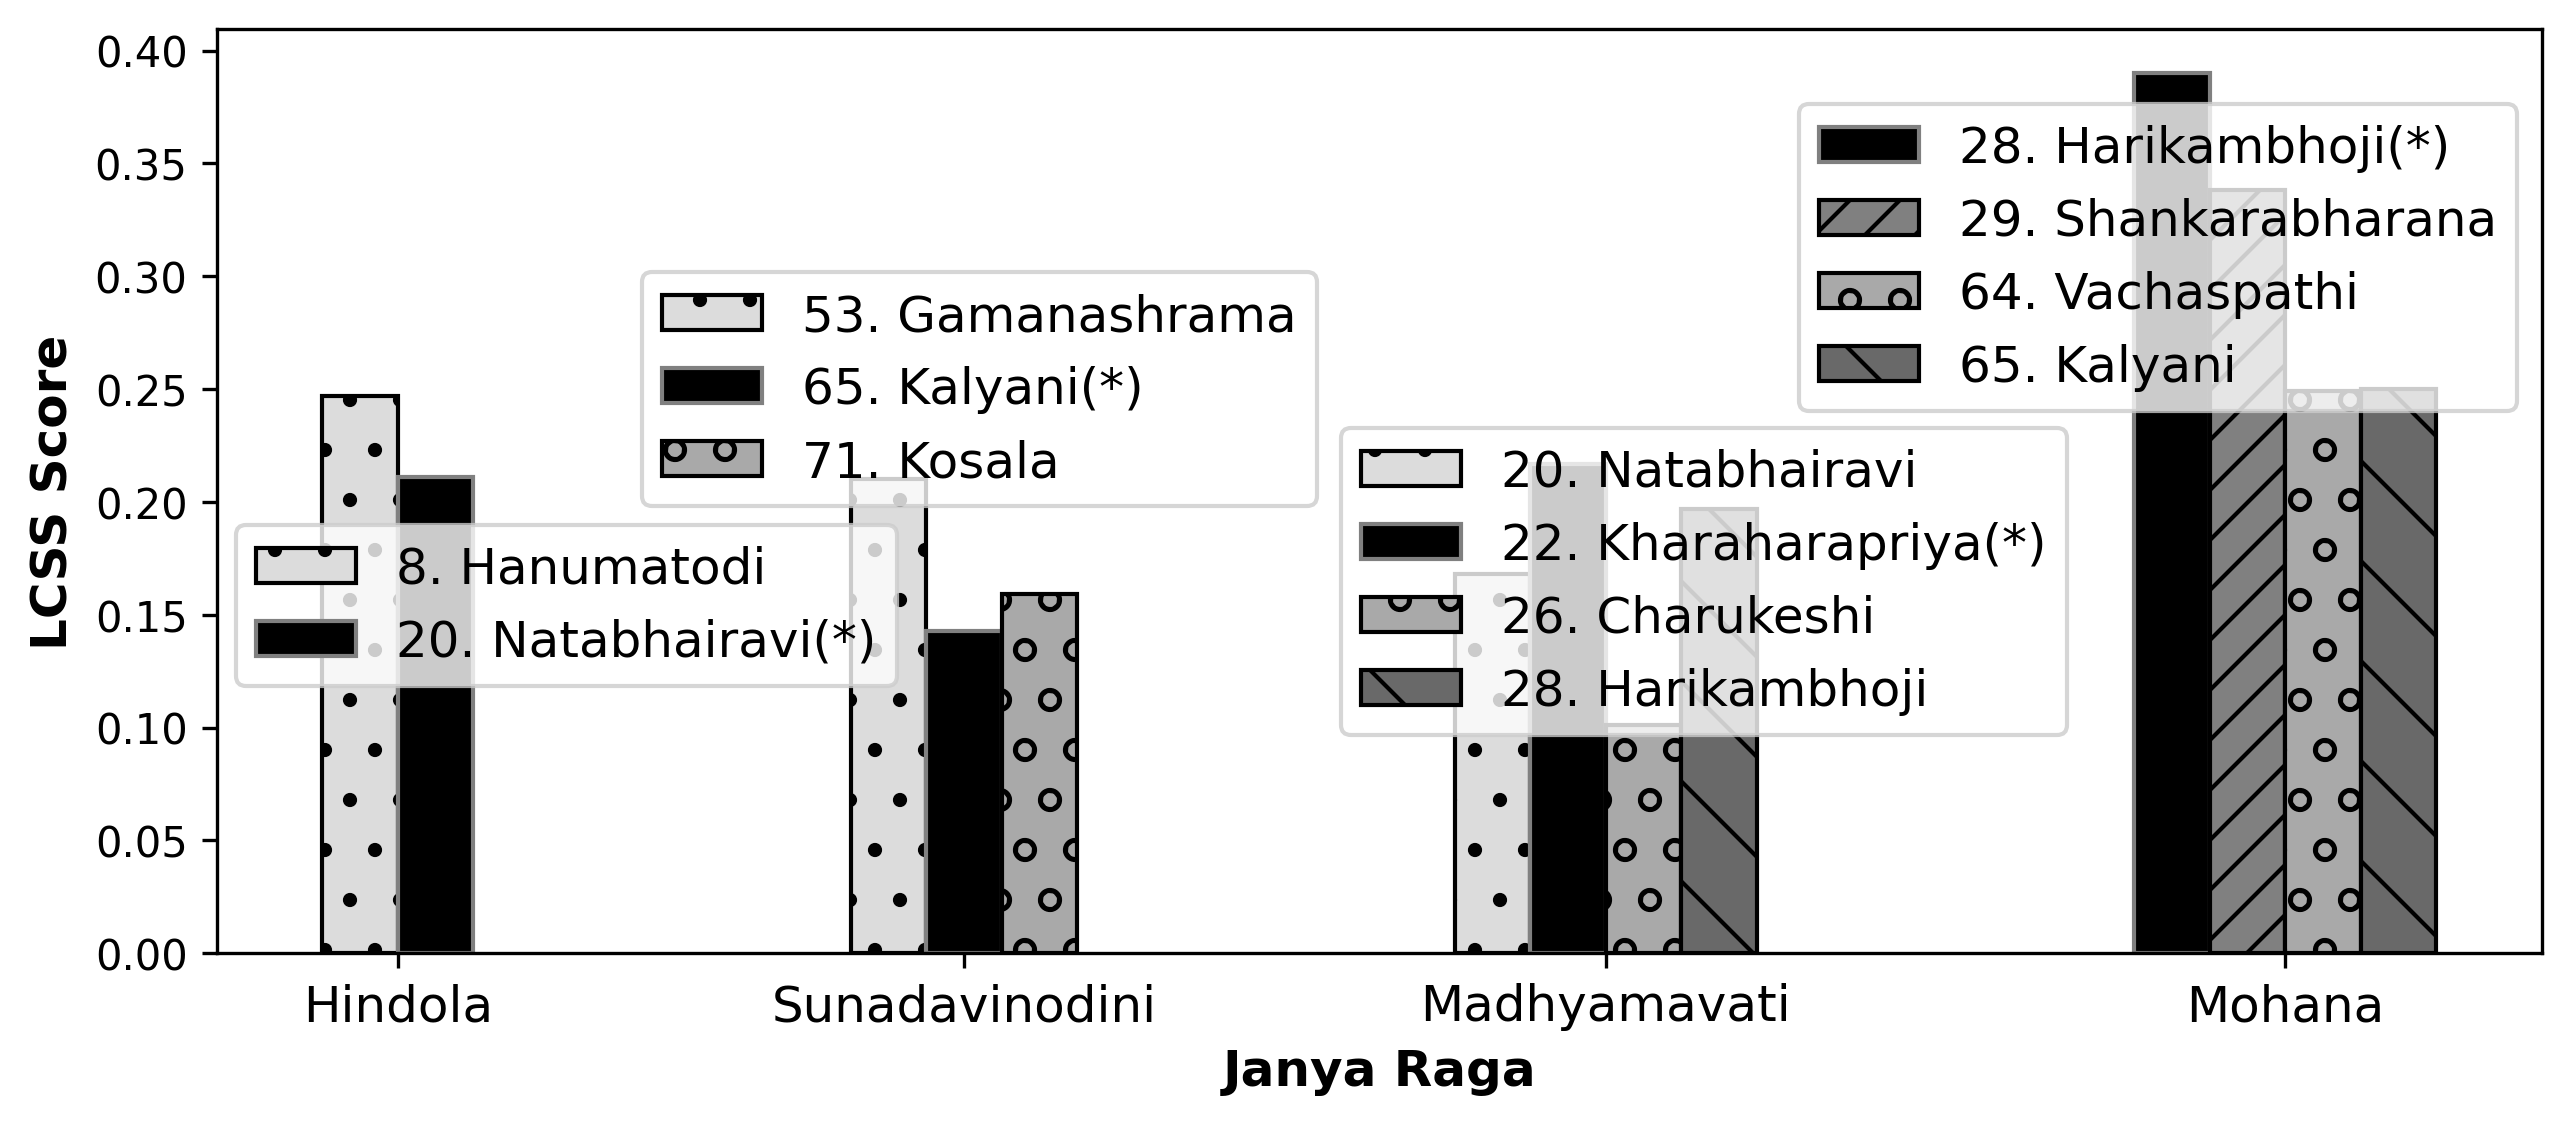 LCSS Score
0.40
0.35
0.30
0.25
0.20
0.15
0.10
0.05
0.00
8. Hanumatodi
20. Natabhairavi(*)
53. Gamanashrama
65. Kalyani(*)
71. Kosala
20. Natabhairavi
22. Kharaharapriya(*)
26. Charukeshi
28. Harikambhoji
28. Harikambhoji(*)
29. Shankarabharana
64. Vachaspathi
65. Kalyani
Hindola
Sunadavinodini
Madhyamavati
Mohana
Janya Raga